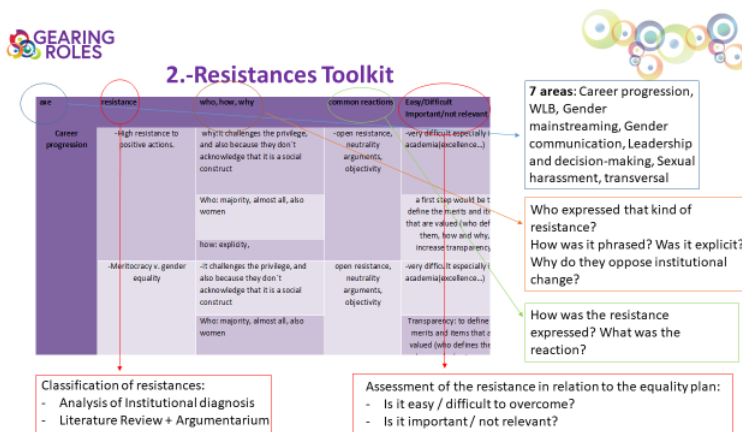 GEARING
ROLES
2.-Resistances Toolkit
axe
resistance
who, how, why
common reactions
Easy/Difficult
Important/not relevant
Career
progression
-High resistance to
positive actions.
why:it challenges the privilege,
and also because they don´t
acknowledge that it is a social
construct
-open resistance,
neutrality
arguments,
objectivity
-very difficult especially i
academia(excellence...)
Who: majority, almost all, also
women
a first step would be t
define the merits and ite
that are valued (who def
them, how and why,
increase transparency
how: explicity,
-Meritocracy v. gender
equality
-It challenges the privilege, and
also because they don´t
acknowledge that it is a social
construct
open resistance,
neutrality
arguments,
objectivity
-very difficult especially i
academia(excellence...)
Who: majority, almost all, also
women
Transparency: to define
merits and items that a
valued (who defines the
7 areas: Career progression,
WLB, Gender
mainstreaming, Gender
communication, Leadership
and decision-making, Sexual
harassment, transversal
Who expressed that kind of
resistance?
How was it phrased? Was it explicit?
Why do they oppose institutional
change?
How was the resistance
expressed? What was the
reaction?
Classification of resistances:
- Analysis of Institutional diagnosis
- Literature Review + Argumentarium
Assessment of the resistance in relation to the equality plan:
- Is it easy / difficult to overcome?
- Is it important / not relevant?